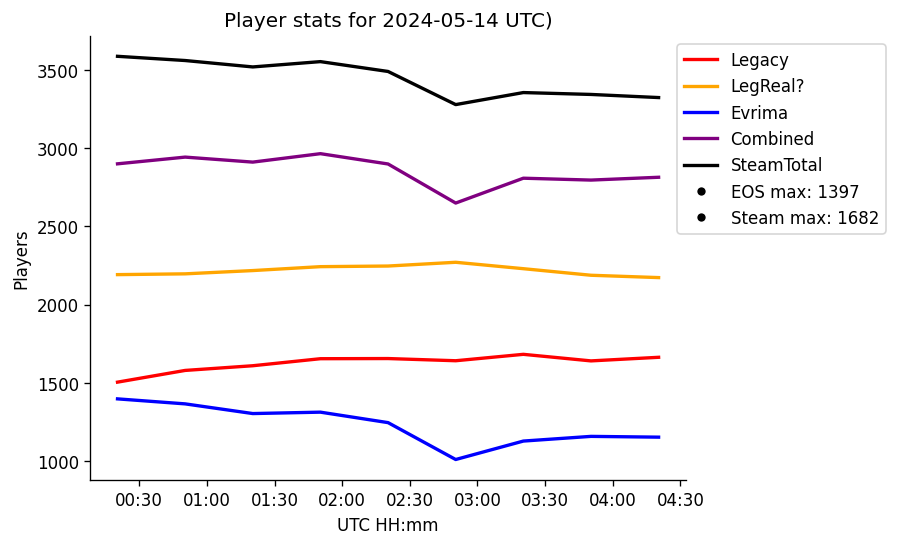 Player stats for 2024-05-14 UTC)
Legacy
LegReal?
Evrima
Combined
SteamTotal
EOS max: 1397
Steam max: 1682
Players
3500
3000
2500
2000
1500
1000
00:30 01:00 01:30 02:00 02:30 03:00 03:30 04:00 04:30
UTC HH:mm